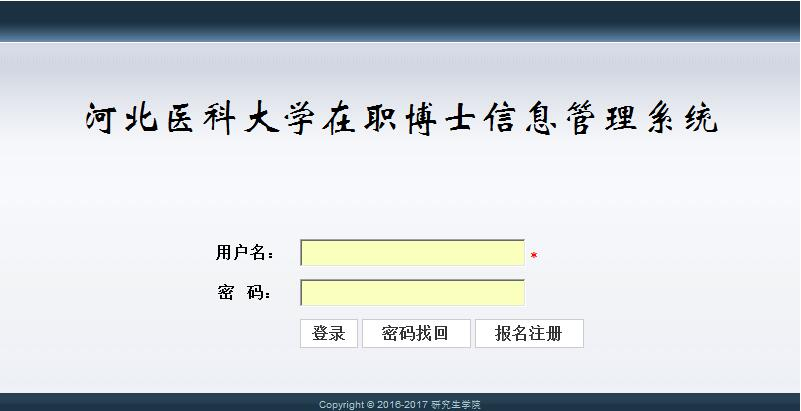 河北医科大学在职博士信息管理系统
用户名： *
密 码：
登录 密码找回 报名注册
Copyright © 2016-2017 研究生学院